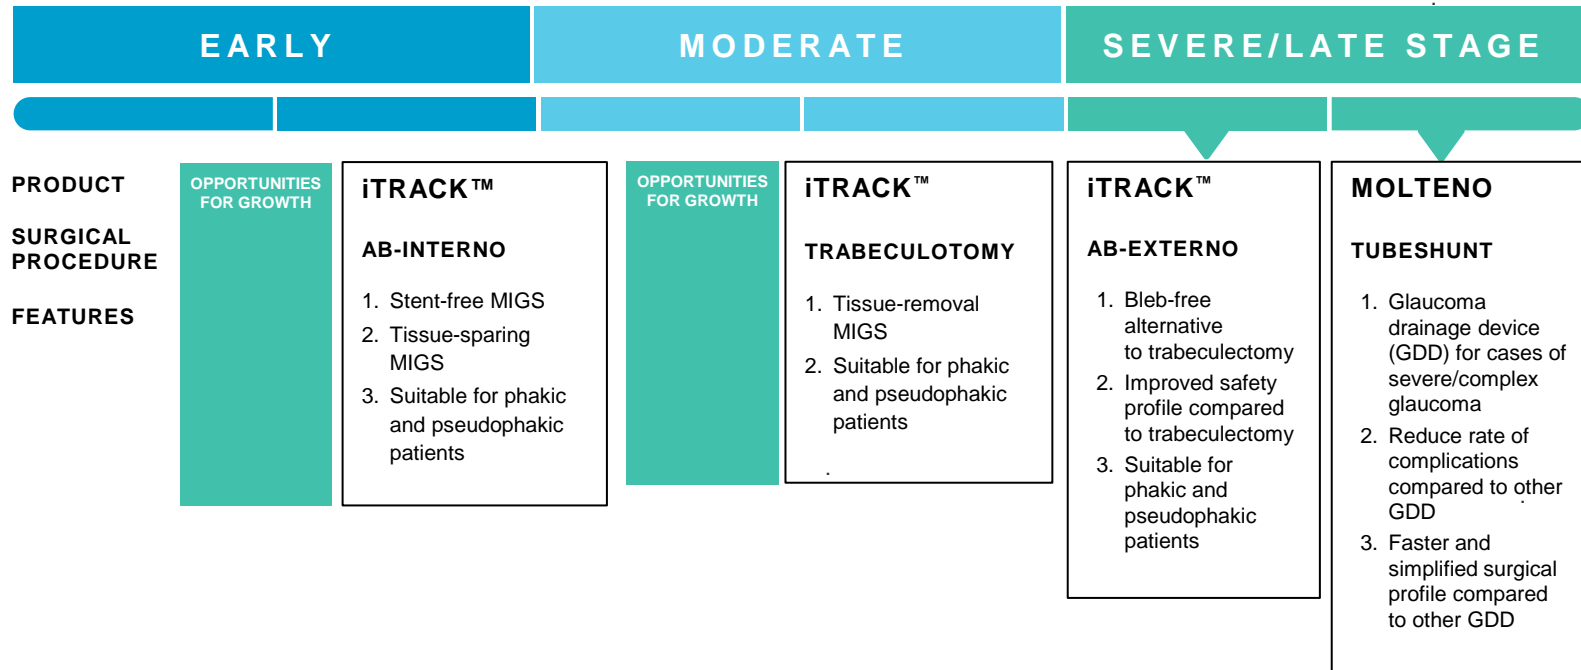 EARLY
MODERATE
SEVERE/LATE STAGE
PRODUCT
SURGICAL
PROCEDURE
FEATURES
OPPORTUNITIES
FOR GROWTH
iTRACK™
AB-INTERNO
1. Stent-free MIGS
2. Tissue-sparing
MIGS
3. Suitable for phakic
and pseudophakic
patients
OPPORTUNITIES
FOR GROWTH
iTRACK™
TRABECULOTOMY
1. Tissue-removal
MIGS
2. Suitable for phakic
and pseudophakic
patients
.
iTRACK™
AB-EXTERNO
1. Bleb-free
alternative
to trabeculectomy
2. Improved safety
profile compared
to trabeculectomy
3. Suitable for
phakic and
pseudophakic
patients
MOLTENO
TUBESHUNT
1. Glaucoma
drainage device
(GDD) for cases of
severe/complex
glaucoma
2. Reduce rate of
complications
compared to other
GDD
3. Faster and
simplified surgical
profile compared
to other GDD